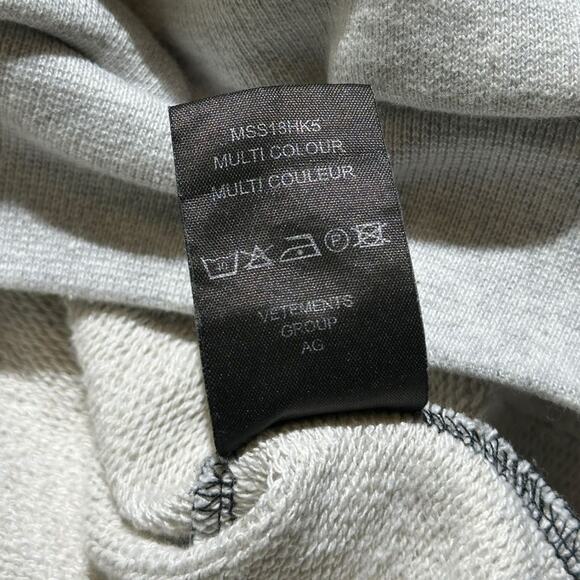 MSS18HK5
MULTI COLOUR
MULTI COULEUR
F
VETEMENTS
GROUP
AG